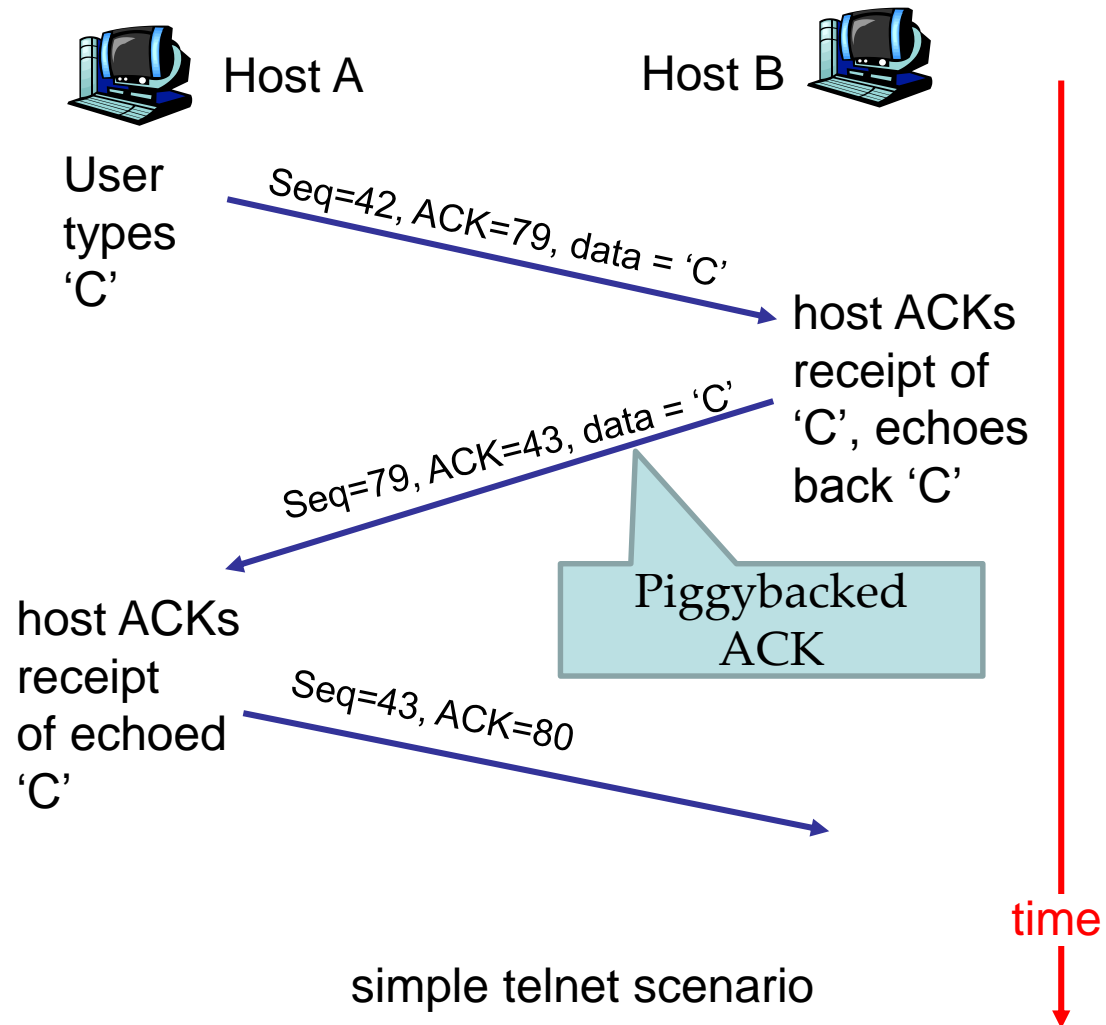 Host A
Host B
User
types
‘C’
Seq=42, ACK=79, data = ‘C’
host ACKs
receipt of
‘C’, echoes
back ‘C’
Seq=79, ACK=43, data = ‘C’
Piggybacked
ACK
host ACKs
receipt
of echoed
‘C’
Seq=43, ACK=80
time
simple telnet scenario